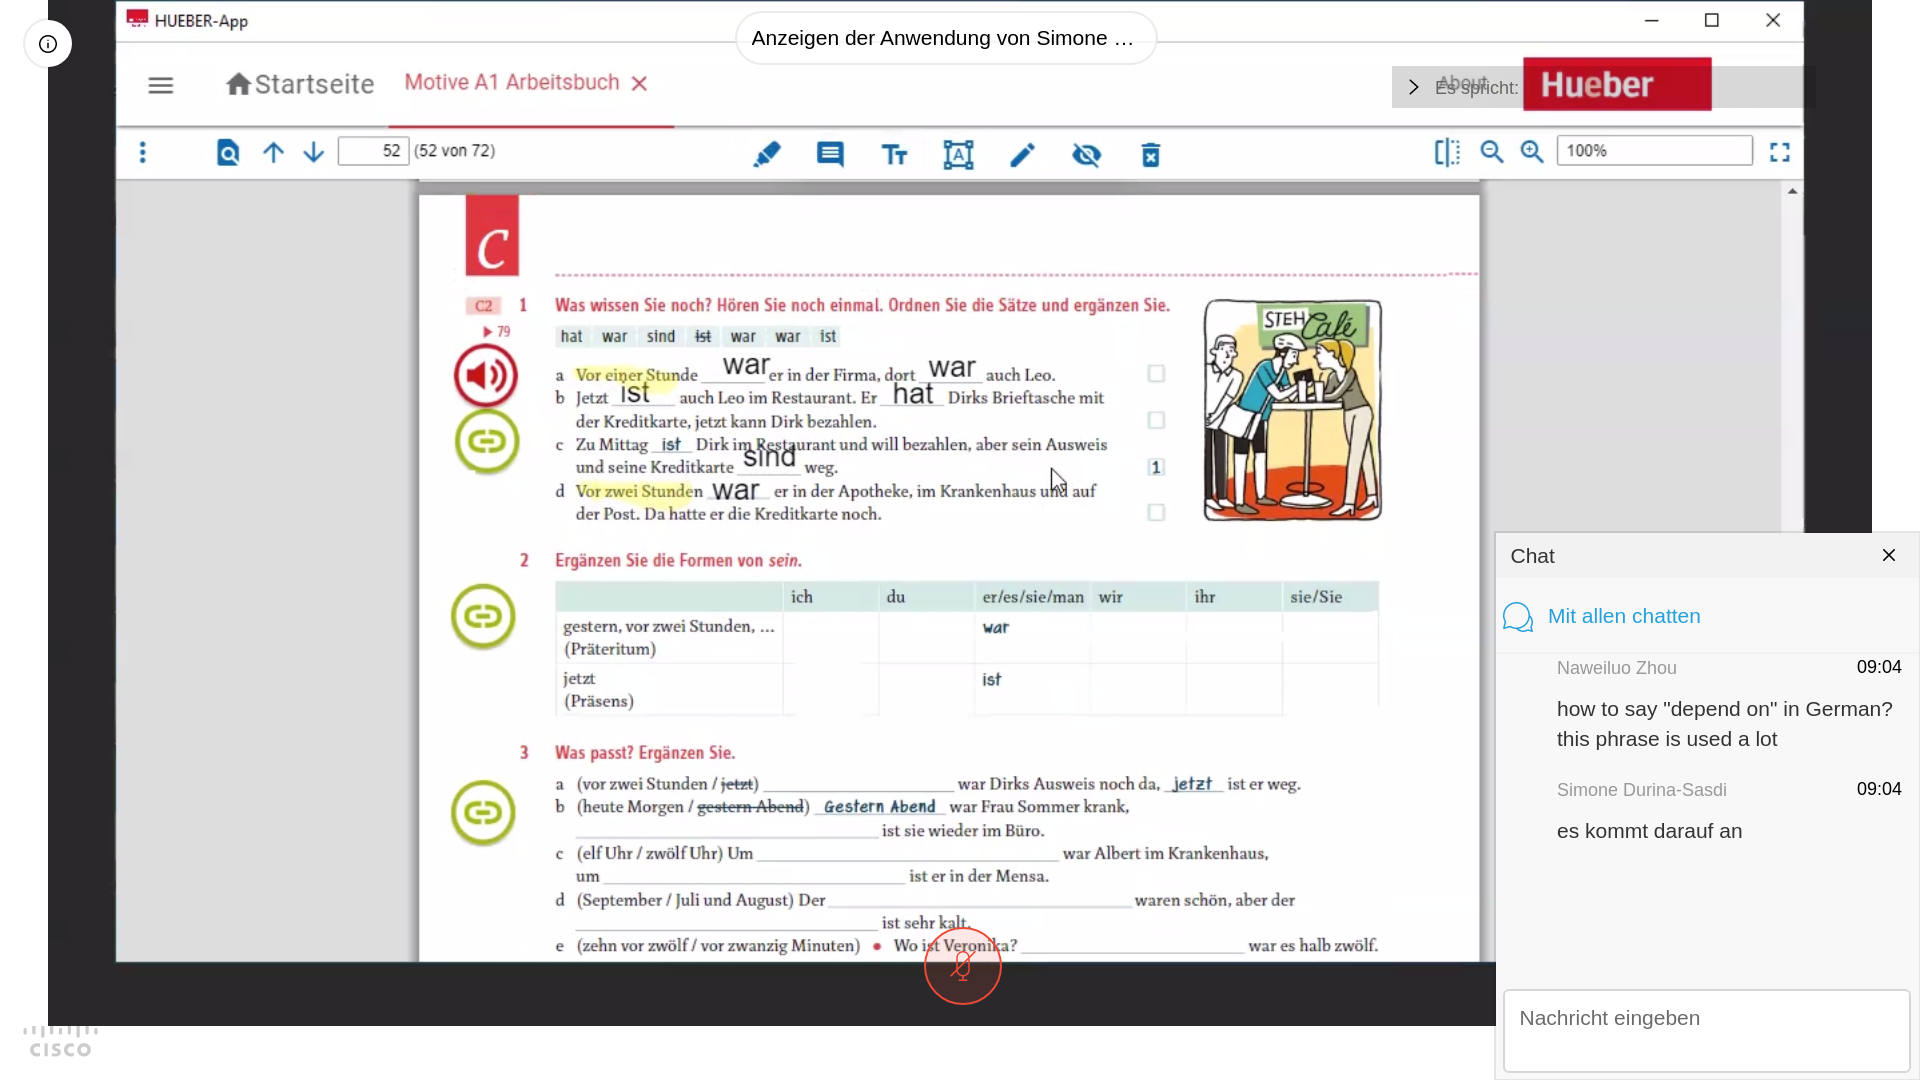 HUEBER-App
Anzeigen der Anwendung von Simone …
Startseite
Motive A1 Arbeitsbuch
About
Es spricht:
Hueber
52 (52 von 72)
100%
C
C2 1 Was wissen Sie noch? Hören Sie noch einmal. Ordnen Sie die Sätze und ergänzen Sie.
79
hat war sind ist war war ist
STEH Café
a Vor einer Stunde war er in der Firma, dort war auch Leo.
b Jetzt ist auch Leo im Restaurant. Er hat Dirks Brieftasche mit
der Kreditkarte, jetzt kann Dirk bezahlen.
c Zu Mittag ist Dirk im Restaurant und will bezahlen, aber sein Ausweis
und seine Kreditkarte sind weg. 1
d Vor zwei Stunden war er in der Apotheke, im Krankenhaus und auf
der Post. Da hatte er die Kreditkarte noch.
2 Ergänzen Sie die Formen von sein.
ich du er/es/sie/man wir ihr sie/Sie
gestern, vor zwei Stunden, ... war
(Präteritum)
jetzt ist
(Präsens)
3 Was passt? Ergänzen Sie.
a (vor zwei Stunden / jetzt) ____ war Dirks Ausweis noch da, jetzt ist er weg.
b (heute Morgen / gestern Abend) Gestern Abend war Frau Sommer krank,
____ ist sie wieder im Büro.
c (elf Uhr / zwölf Uhr) Um ____ war Albert im Krankenhaus,
um ____ ist er in der Mensa.
d (September / Juli und August) Der ____ waren schön, aber der
____ ist sehr kalt.
e (zehn vor zwölf / vor zwanzig Minuten) • Wo ist Veronika? ____ war es halb zwölf.
Chat
Mit allen chatten
Naweiluo Zhou 09:04
how to say "depend on" in German?
this phrase is used a lot
Simone Durina-Sasdi 09:04
es kommt darauf an
Nachricht eingeben
CISCO